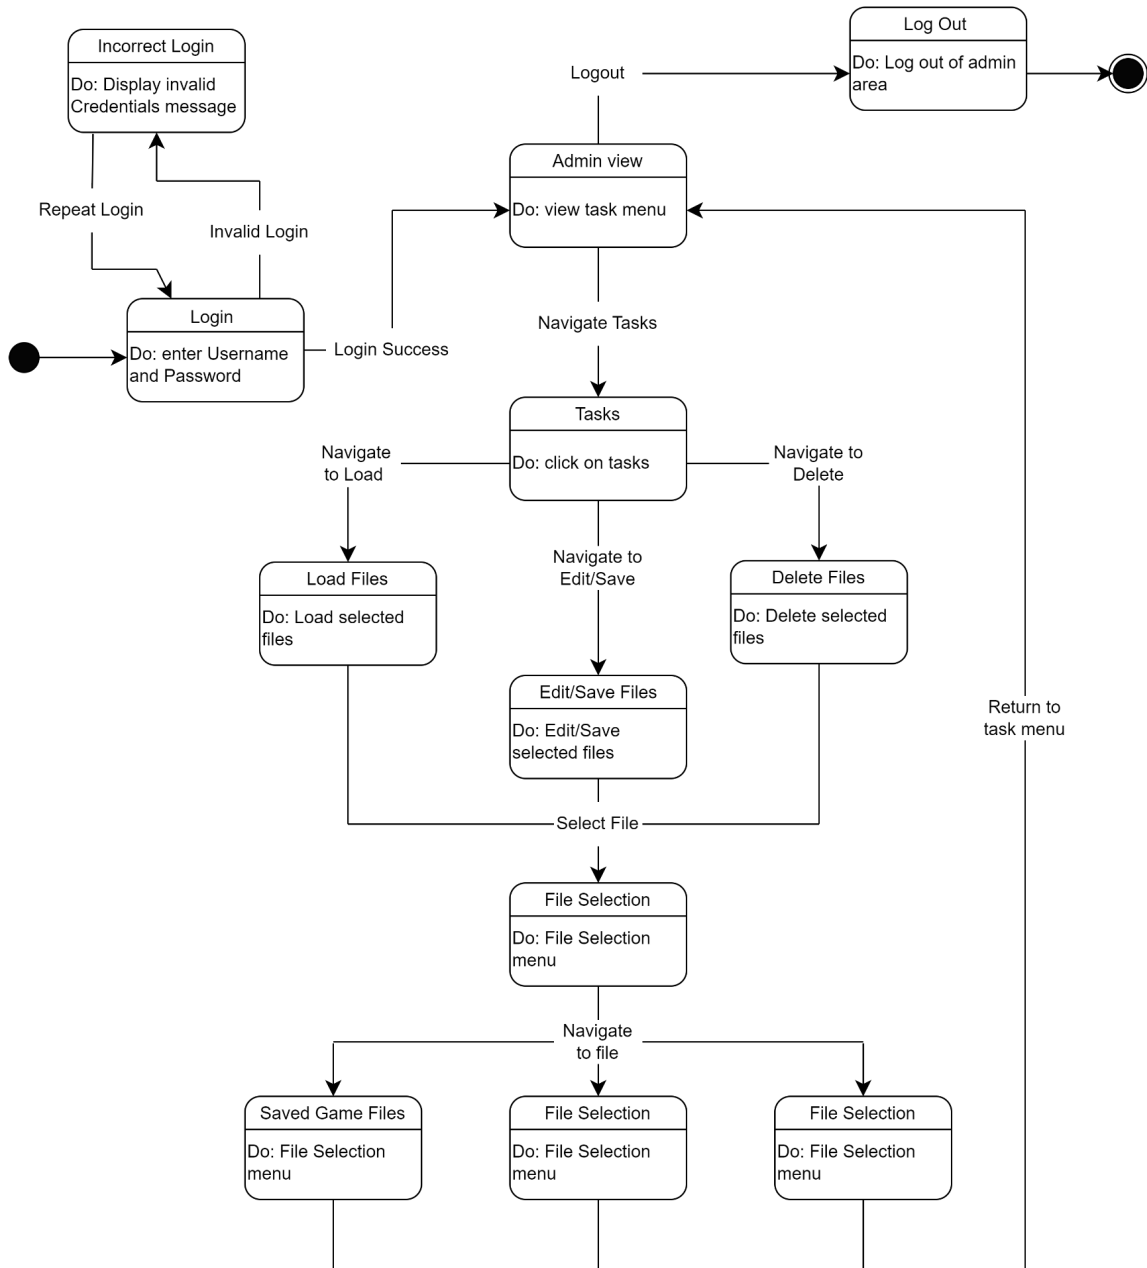 Incorrect Login
Do: Display invalid
Credentials message
Log Out
Do: Log out of admin
area
Logout
Admin view
Do: view task menu
Repeat Login
Invalid Login
Login
Do: enter Username
and Password
Login Success
Navigate Tasks
Tasks
Do: click on tasks
Navigate
to Load
Navigate to
Delete
Navigate to
Edit/Save
Load Files
Do: Load selected
files
Delete Files
Do: Delete selected
files
Edit/Save Files
Do: Edit/Save
selected files
Return to
task menu
Select File
File Selection
Do: File Selection
menu
Navigate
to file
Saved Game Files
Do: File Selection
menu
File Selection
Do: File Selection
menu
File Selection
Do: File Selection
menu